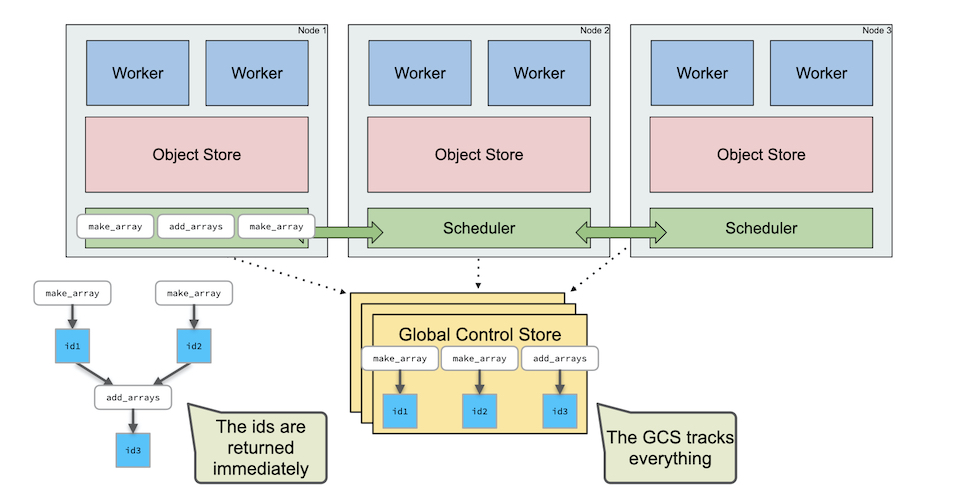 Node 1
Node 2
Node 3
Worker
Worker
Worker
Worker
Worker
Worker
Object Store
Object Store
Object Store
make_array
add_arrays
make_array
Scheduler
Scheduler
make_array
make_array
id1
id2
add_arrays
id3
The ids are
returned
immediately
Global Control Store
make_array
make_array
add_arrays
id1
id2
id3
The GCS tracks
everything